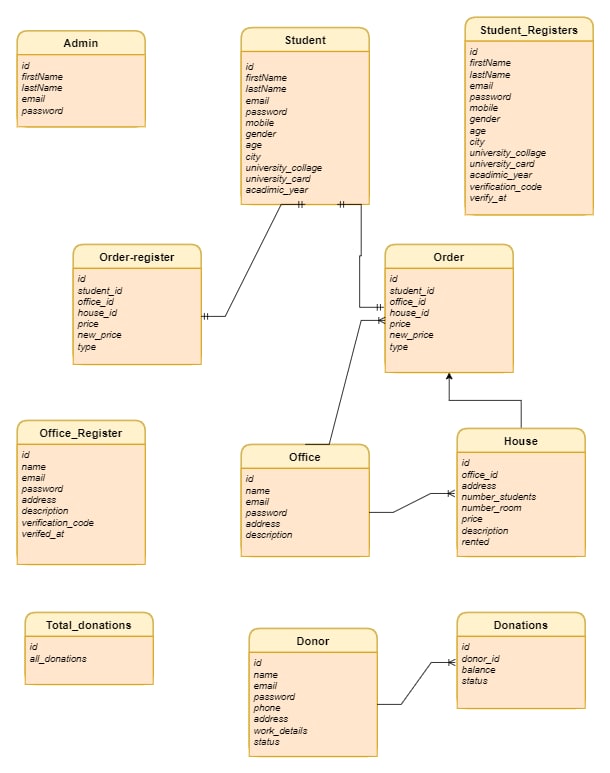 Admin
id
firstName
lastName
email
password
Student
id
firstName
lastName
email
password
mobile
gender
age
city
university_collage
university_card
acadimic_year
Student_Registers
id
firstName
lastName
email
password
mobile
gender
age
city
university_collage
university_card
acadimic_year
verification_code
verify_at
Order-register
id
student_id
office_id
house_id
price
new_price
type
Order
id
student_id
office_id
house_id
price
new_price
type
Office_Register
id
name
email
password
address
description
verification_code
verifed_at
Office
id
name
email
password
address
description
House
id
office_id
address
number_students
number_room
price
description
rented
Total_donations
id
all_donations
Donor
id
name
email
password
phone
address
work_details
status
Donations
id
donor_id
balance
status